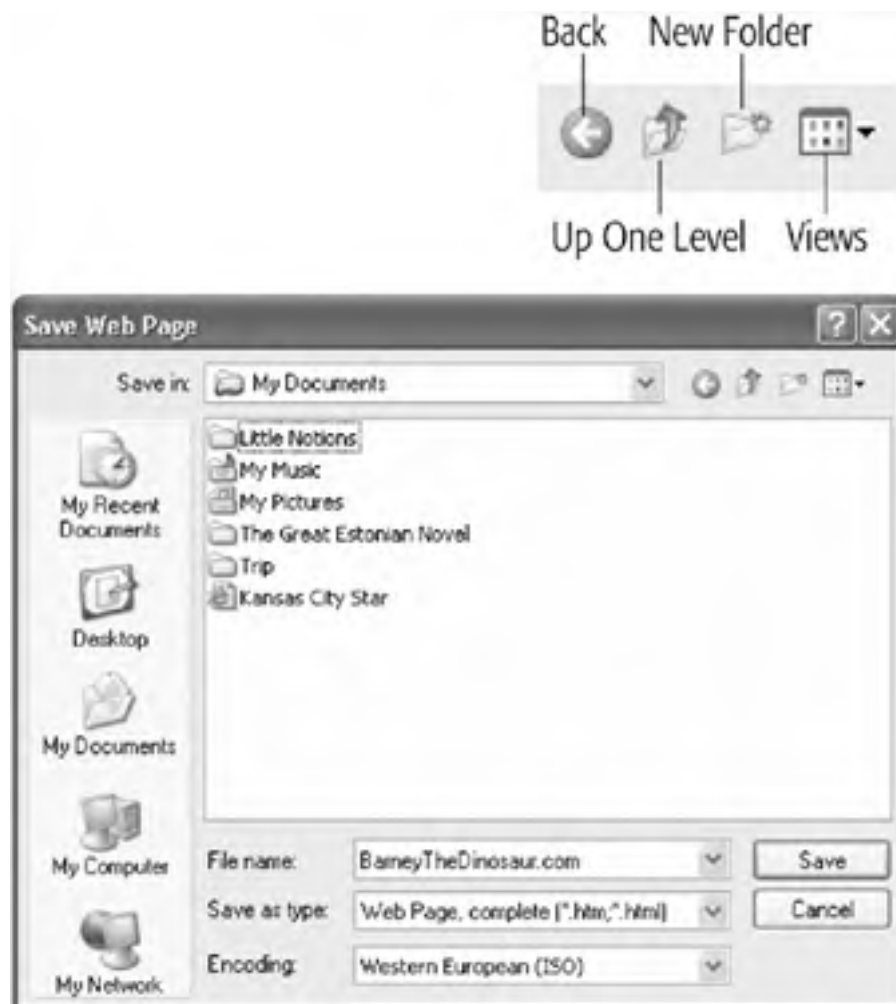 Back New Folder
Up One Level Views
Save Web Page
Save in: My Documents
Little Notions
My Music
My Pictures
The Great Estonian Novel
Trip
Kansas City Star
My Recent
Documents
Desktop
My Documents
My Computer
My Network
File name: BarneyTheDinosaur.com Save
Save as type: Web Page, complete (*.htm;*.html) Cancel
Encoding: Western European (ISO)